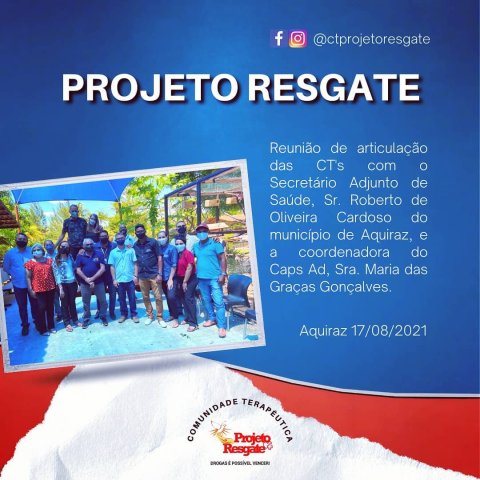 @ctprojetoresgate
PROJETO RESGATE
Reunião de articulação
das CT's com o
Secretário Adjunto de
Saúde, Sr. Roberto de
Oliveira Cardoso do
município de Aquiraz, e
a coordenadora do
Caps Ad, Sra. Maria das
Graças Gonçalves.
Aquiraz 17/08/2021
COMUNIDADE TERAPÊUTICA
Projeto
Resgate
DROGAS É POSSÍVEL VENCER!